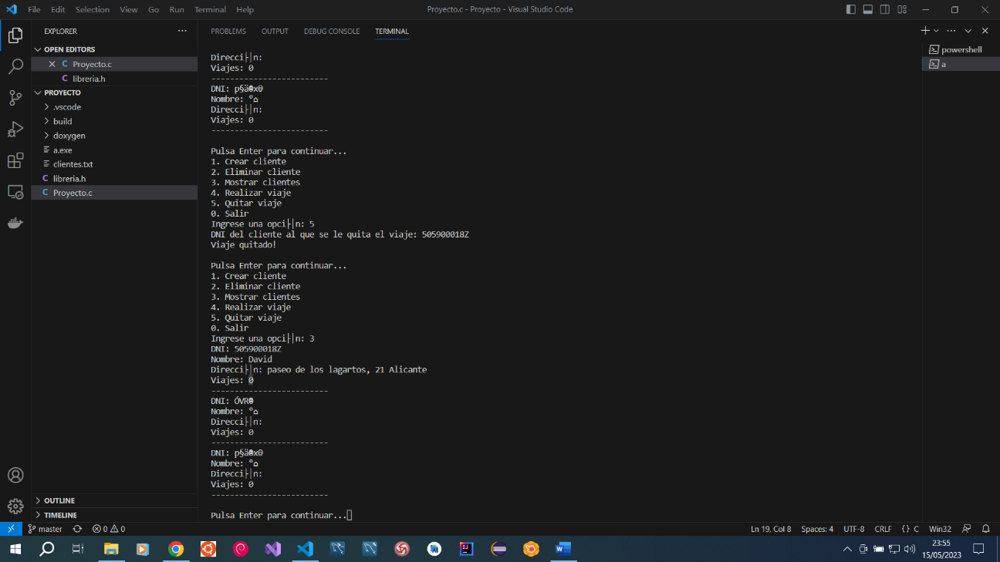 File Edit Selection View Go Run Terminal Help
Proyecto.c - Proyecto - Visual Studio Code
EXPLORER
OPEN EDITORS
Proyecto.c
libreria.h
PROYECTO
.vscode
build
doxygen
a.exe
clientes.txt
libreria.h
Proyecto.c
OUTLINE
TIMELINE
PROBLEMS OUTPUT DEBUG CONSOLE TERMINAL
Direcci├│n:
Viajes: 0
-------------------------
DNI: p§ä☻x☺
Nombre: º⌂
Direcci├│n:
Viajes: 0
-------------------------
Pulsa Enter para continuar...
1. Crear cliente
2. Eliminar cliente
3. Mostrar clientes
4. Realizar viaje
5. Quitar viaje
0. Salir
Ingrese una opci├│n: 5
DNI del cliente al que se le quita el viaje: 505900018Z
Viaje quitado!
Pulsa Enter para continuar...
1. Crear cliente
2. Eliminar cliente
3. Mostrar clientes
4. Realizar viaje
5. Quitar viaje
0. Salir
Ingrese una opci├│n: 3
DNI: 505900018Z
Nombre: David
Direcci├│n: paseo de los lagartos, 21 Alicante
Viajes: 0
-------------------------
DNI: ÓVR☻
Nombre: º⌂
Direcci├│n:
Viajes: 0
-------------------------
DNI: p§ä☻x☺
Nombre: º⌂
Direcci├│n:
Viajes: 0
-------------------------
Pulsa Enter para continuar...
powershell
a
master 0 0
Ln 19, Col 8 Spaces: 4 UTF-8 CRLF {} C Win32
23:55
15/05/2023